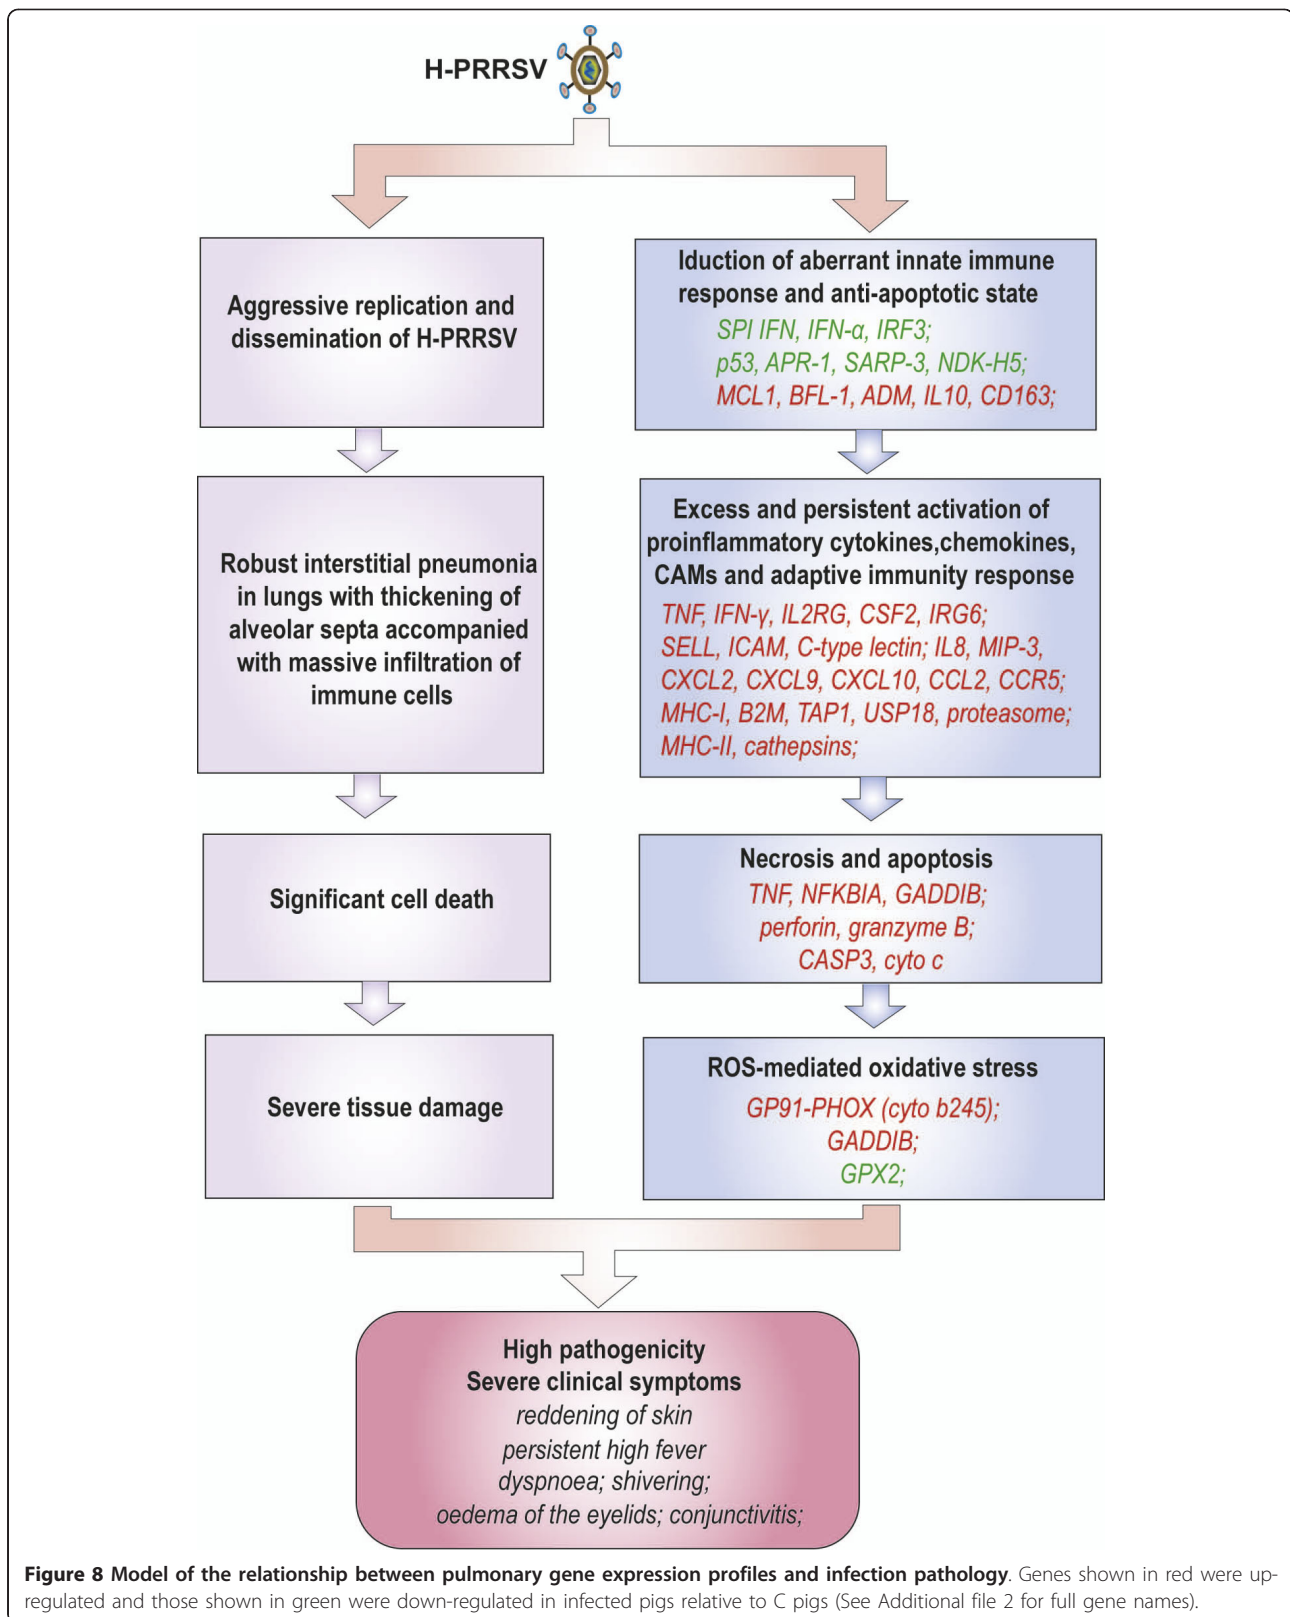 H-PRRSV
Aggressive replication and
dissemination of H-PRRSV
Robust interstitial pneumonia
in lungs with thickening of
alveolar septa accompanied
with massive infiltration of
immune cells
Significant cell death
Severe tissue damage
Iduction of aberrant innate immune
response and anti-apoptotic state
SPI IFN, IFN-α, IRF3;
p53, APR-1, SARP-3, NDK-H5;
MCL1, BFL-1, ADM, IL10, CD163;
Excess and persistent activation of
proinflammatory cytokines,chemokines,
CAMs and adaptive immunity response
TNF, IFN-γ, IL2RG, CSF2, IRG6;
SELL, ICAM, C-type lectin; IL8, MIP-3,
CXCL2, CXCL9, CXCL10, CCL2, CCR5;
MHC-I, B2M, TAP1, USP18, proteasome;
MHC-II, cathepsins;
Necrosis and apoptosis
TNF, NFKBIA, GADDIB;
perforin, granzyme B;
CASP3, cyto c
ROS-mediated oxidative stress
GP91-PHOX (cyto b245);
GADDIB;
GPX2;
High pathogenicity
Severe clinical symptoms
reddening of skin
persistent high fever
dyspnoea; shivering;
oedema of the eyelids; conjunctivitis;
Figure 8 Model of the relationship between pulmonary gene expression profiles and infection pathology. Genes shown in red were up-
regulated and those shown in green were down-regulated in infected pigs relative to C pigs (See Additional file 2 for full gene names).